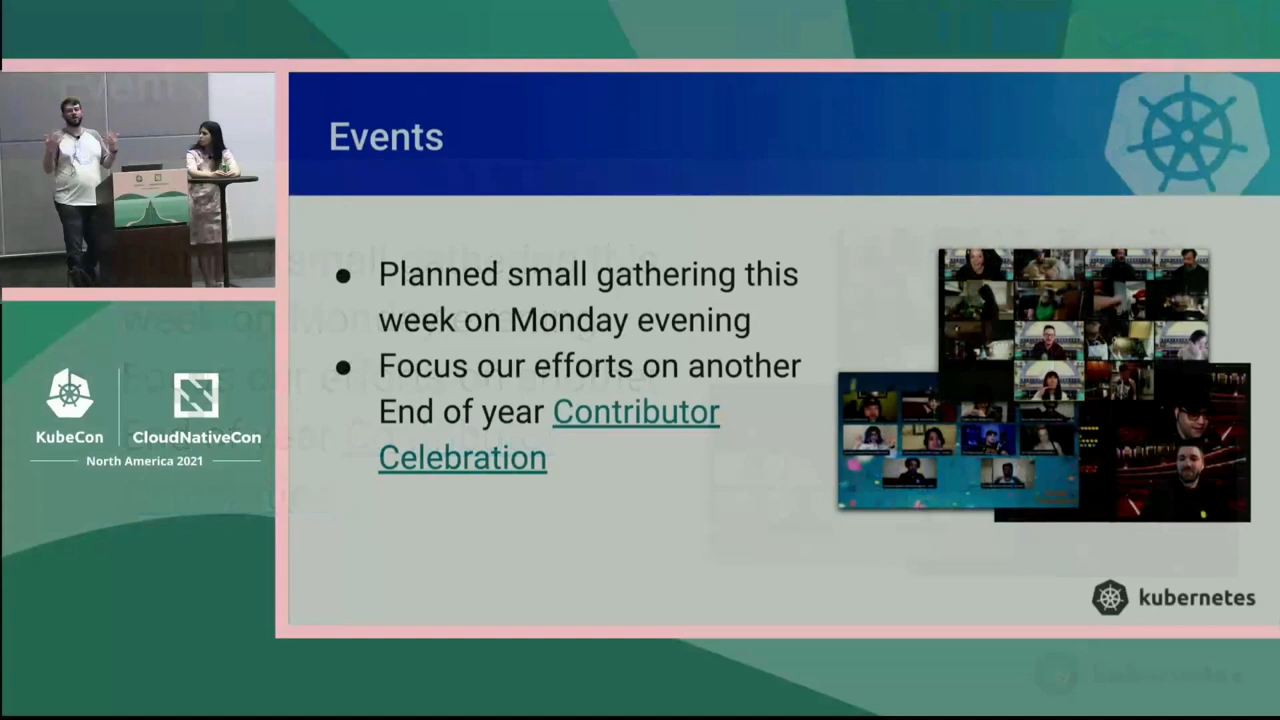 Events
● Planned small gathering this
week on Monday evening
● Focus our efforts on another
End of year Contributor
Celebration
KubeCon
CloudNativeCon
North America 2021
kubernetes